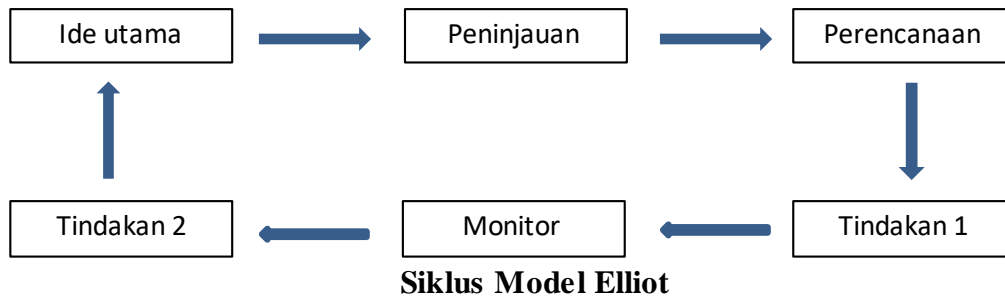 Ide utama
Peninjauan
Perencanaan
Tindakan 2
Monitor
Tindakan 1
Siklus Model Elliot